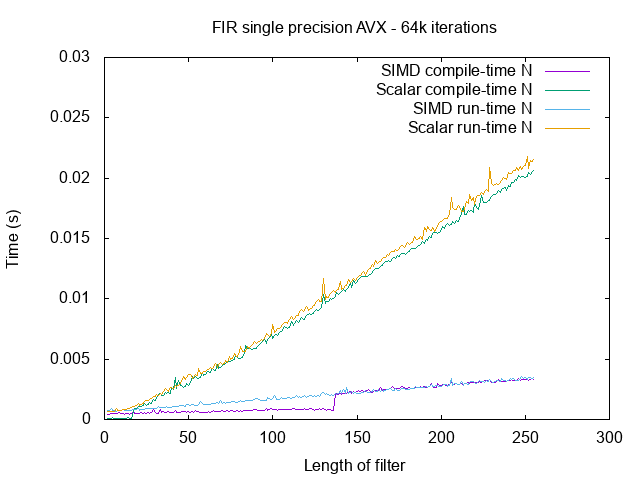 FIR single precision AVX - 64k iterations
SIMD compile-time N
Scalar compile-time N
SIMD run-time N
Scalar run-time N
Time (s)
0.03
0.025
0.02
0.015
0.01
0.005
0
0 50 100 150 200 250 300
Length of filter